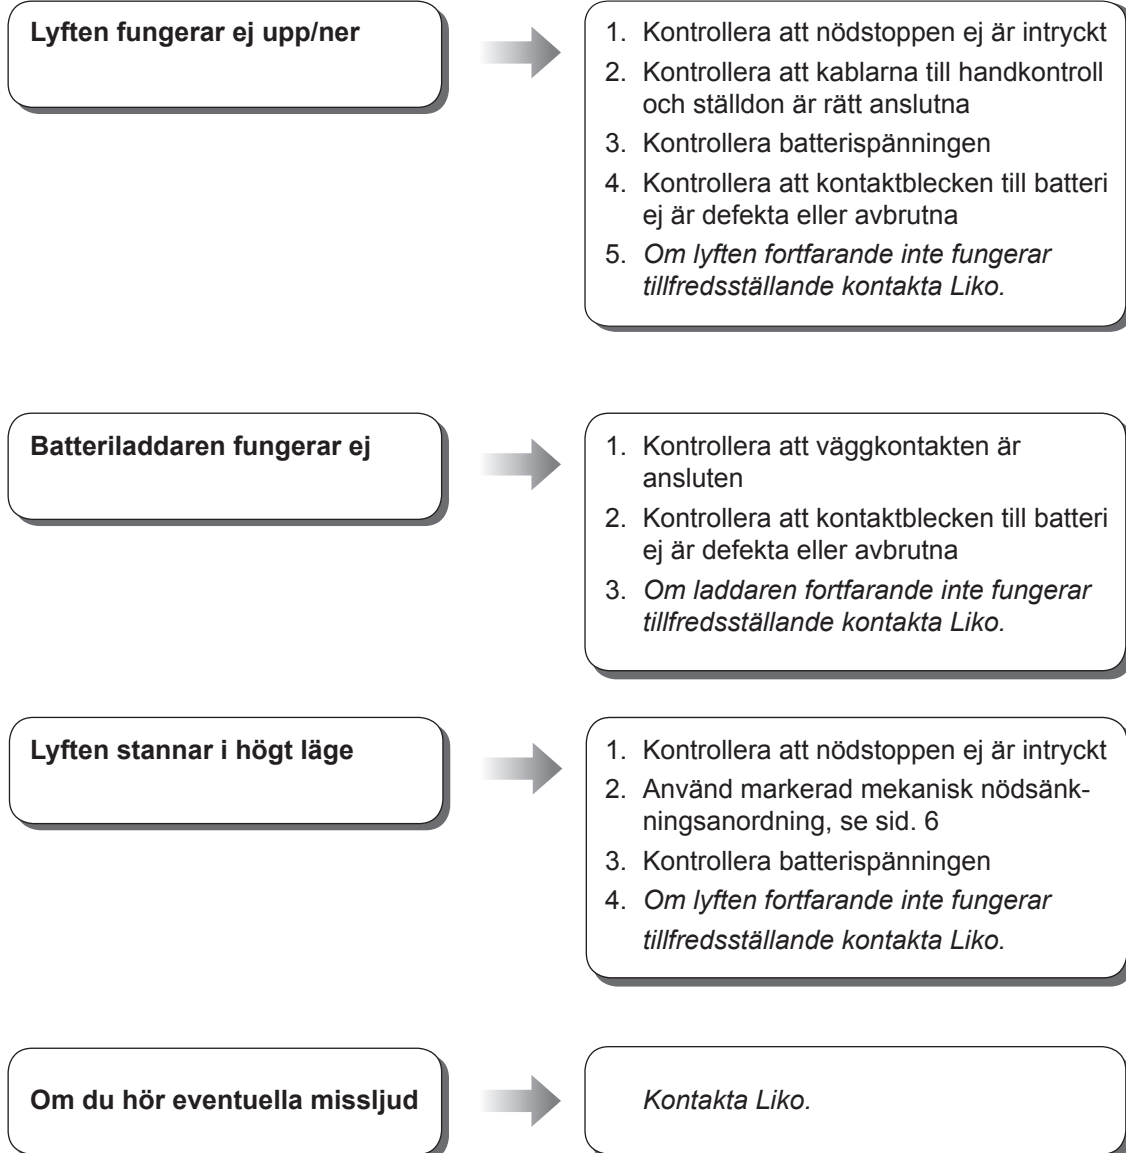 Lyften fungerar ej upp/ner
1. Kontrollera att nödstoppen ej är intryckt
2. Kontrollera att kablarna till handkontroll
och ställdon är rätt anslutna
3. Kontrollera batterispänningen
4. Kontrollera att kontaktblecken till batteri
ej är defekta eller avbrutna
5. Om lyften fortfarande inte fungerar
tillfredsställande kontakta Liko.
Batteriladdaren fungerar ej
1. Kontrollera att väggkontakten är
ansluten
2. Kontrollera att kontaktblecken till batteri
ej är defekta eller avbrutna
3. Om laddaren fortfarande inte fungerar
tillfredsställande kontakta Liko.
Lyften stannar i högt läge
1. Kontrollera att nödstoppen ej är intryckt
2. Använd markerad mekanisk nödsänk-
ningsanordning, se sid. 6
3. Kontrollera batterispänningen
4. Om lyften fortfarande inte fungerar
tillfredsställande kontakta Liko.
Om du hör eventuella missljud
Kontakta Liko.